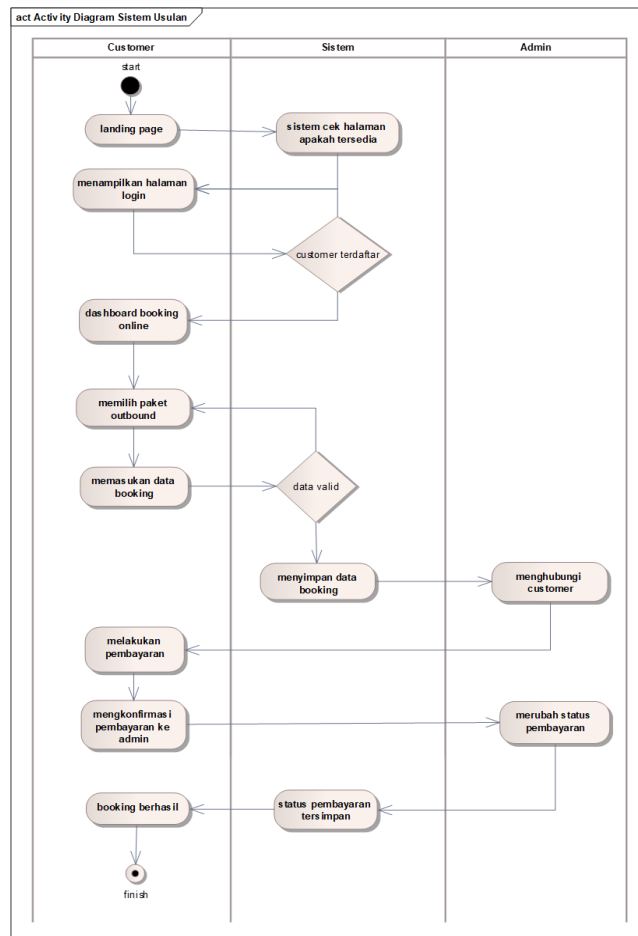 act Activity Diagram Sistem Usulan
Customer
Sistem
Admin
start
landing page
sistem cek halaman
apakah tersedia
menampilkan halaman
login
customer terdaftar
dashboard booking
online
memilih paket
outbound
memasukan data
booking
data valid
menyimpan data
booking
menghubungi
customer
melakukan
pembayaran
mengkonfirmasi
pembayaran ke
admin
merubah status
pembayaran
booking berhasil
status pembayaran
tersimpan
finish